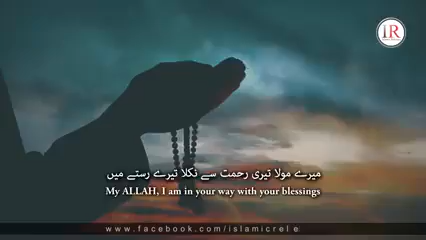 IR
میرے مولا تیری رحمت سے نکلا تیرے رستے میں
My ALLAH, I am in your way with your blessings
www.facebook.com/islamicrele